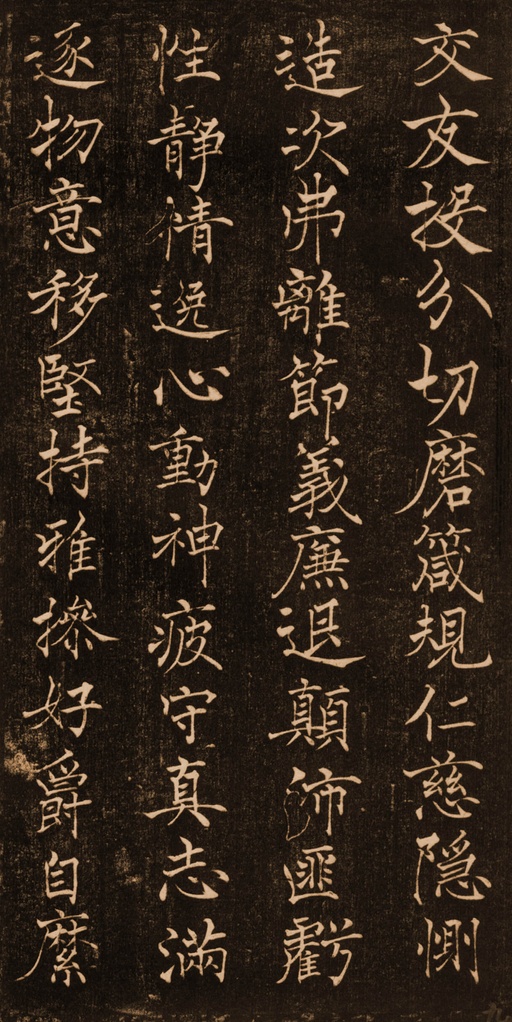 交友投分切磨箴規仁慈隱惻
造次弗離節義廉退顛沛匪虧
性靜情逸心動神疲守真志滿
逐物意移堅持雅操好爵自縻